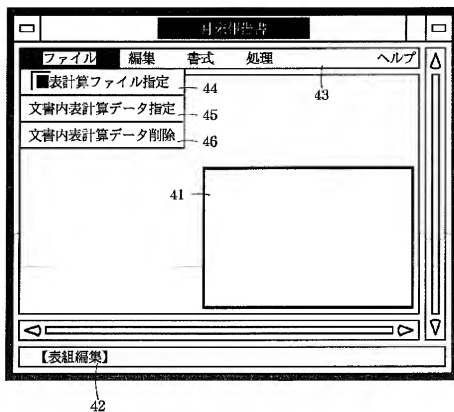 ファイル 編集 書式 処理 ヘルプ
43
表計算ファイル指定 44
文書内表計算データ指定 45
文書内表計算データ削除 46
41
【表組編集】
42